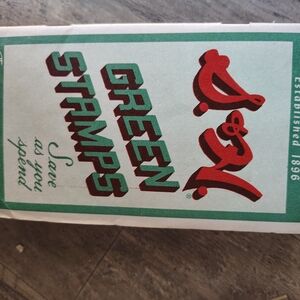 Established 1896
S&H
®
GREEN
STAMPS
Save
as you
spend